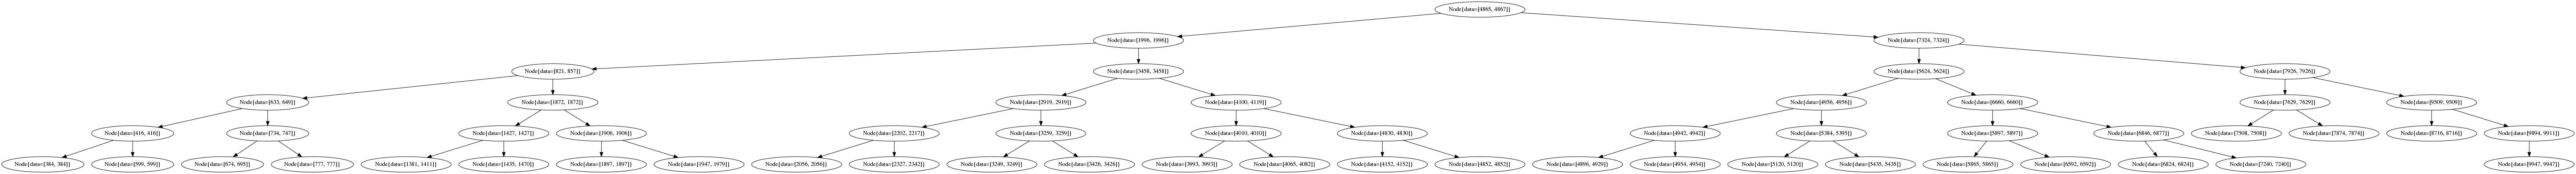 Node[data=[4865, 4867]]
Node[data=[1996, 1996]]
Node[data=[7324, 7324]]
Node[data=[821, 857]]
Node[data=[3458, 3458]]
Node[data=[5624, 5624]]
Node[data=[7926, 7926]]
Node[data=[633, 649]]
Node[data=[1872, 1872]]
Node[data=[2919, 2919]]
Node[data=[4100, 4119]]
Node[data=[4956, 4956]]
Node[data=[6660, 6660]]
Node[data=[7629, 7629]]
Node[data=[9509, 9509]]
Node[data=[416, 416]]
Node[data=[734, 747]]
Node[data=[1427, 1427]]
Node[data=[1906, 1906]]
Node[data=[2202, 2217]]
Node[data=[3259, 3259]]
Node[data=[4010, 4010]]
Node[data=[4830, 4830]]
Node[data=[4942, 4942]]
Node[data=[5384, 5395]]
Node[data=[5897, 5897]]
Node[data=[6846, 6877]]
Node[data=[7508, 7508]]
Node[data=[7874, 7874]]
Node[data=[8716, 8716]]
Node[data=[9894, 9911]]
Node[data=[384, 384]]
Node[data=[599, 599]]
Node[data=[674, 695]]
Node[data=[777, 777]]
Node[data=[1381, 1411]]
Node[data=[1435, 1470]]
Node[data=[1897, 1897]]
Node[data=[1947, 1979]]
Node[data=[2056, 2056]]
Node[data=[2327, 2342]]
Node[data=[3249, 3249]]
Node[data=[3426, 3426]]
Node[data=[3993, 3993]]
Node[data=[4065, 4082]]
Node[data=[4152, 4152]]
Node[data=[4852, 4852]]
Node[data=[4896, 4929]]
Node[data=[4954, 4954]]
Node[data=[5120, 5120]]
Node[data=[5435, 5435]]
Node[data=[5865, 5865]]
Node[data=[6592, 6592]]
Node[data=[6824, 6824]]
Node[data=[7240, 7240]]
Node[data=[9947, 9947]]